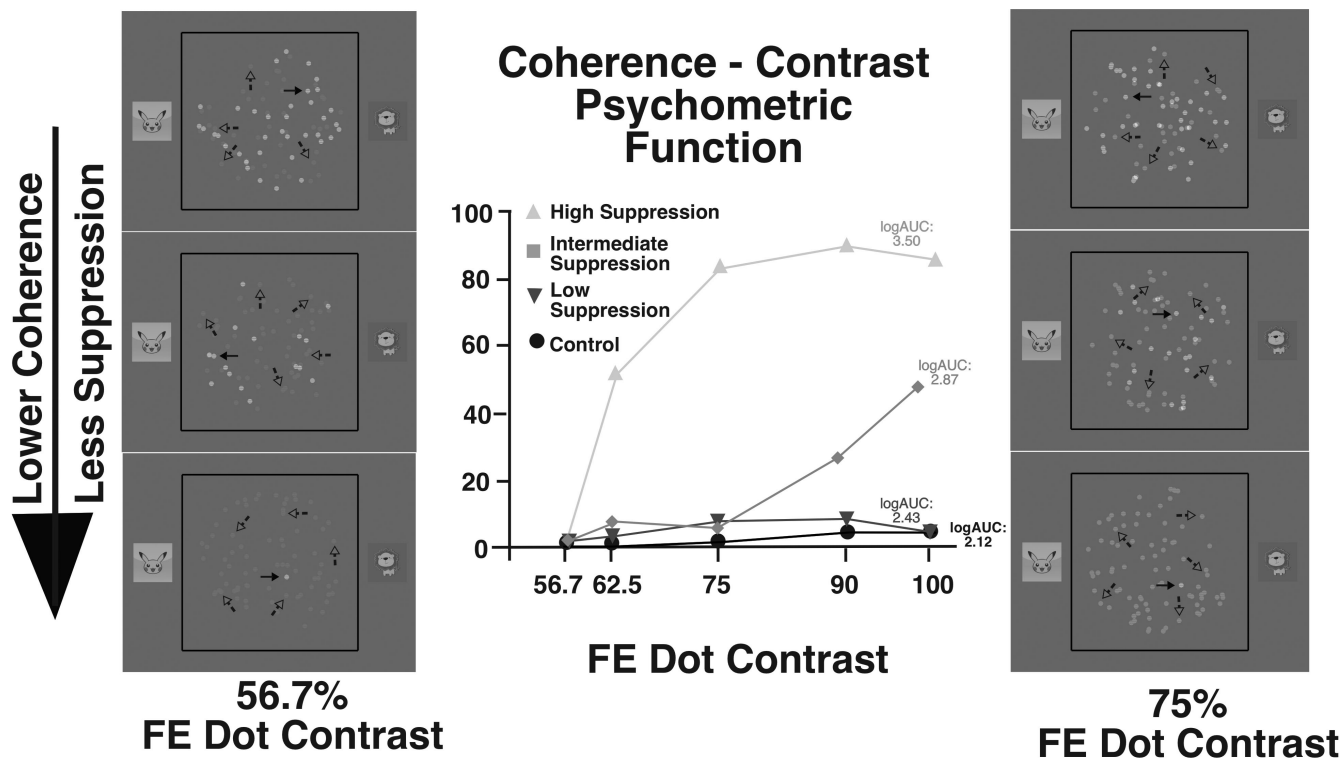 Lower Coherence
Less Suppression
56.7%
FE Dot Contrast
Coherence - Contrast
Psychometric
Function
100
80
60
40
20
0
High Suppression
Intermediate
Suppression
Low
Suppression
Control
logAUC:
3.50
logAUC:
2.87
logAUC:
2.43
logAUC:
2.12
56.7 62.5 75 90 100
FE Dot Contrast
75%
FE Dot Contrast